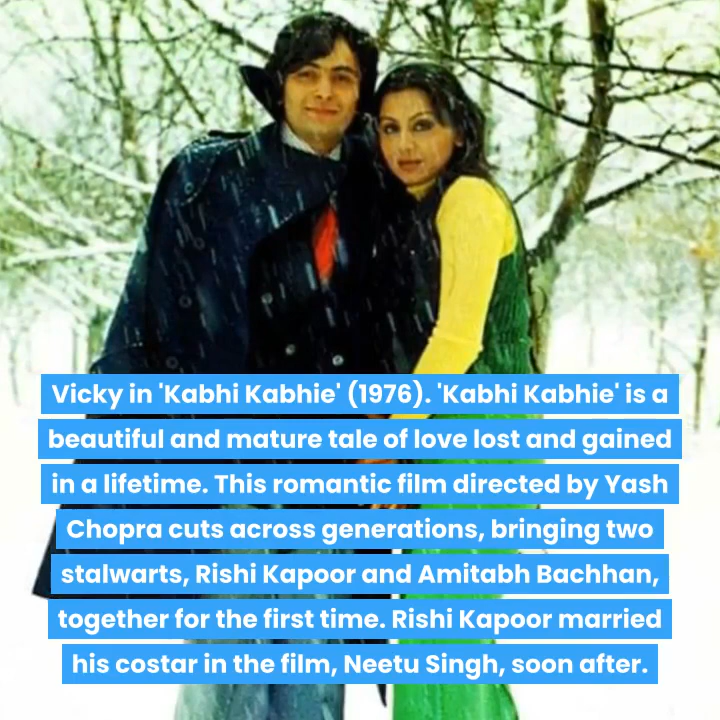 Vicky in 'Kabhi Kabhie' (1976). 'Kabhi Kabhie' is a
beautiful and mature tale of love lost and gained
in a lifetime. This romantic film directed by Yash
Chopra cuts across generations, bringing two
stalwarts, Rishi Kapoor and Amitabh Bachhan,
together for the first time. Rishi Kapoor married
his costar in the film, Neetu Singh, soon after.